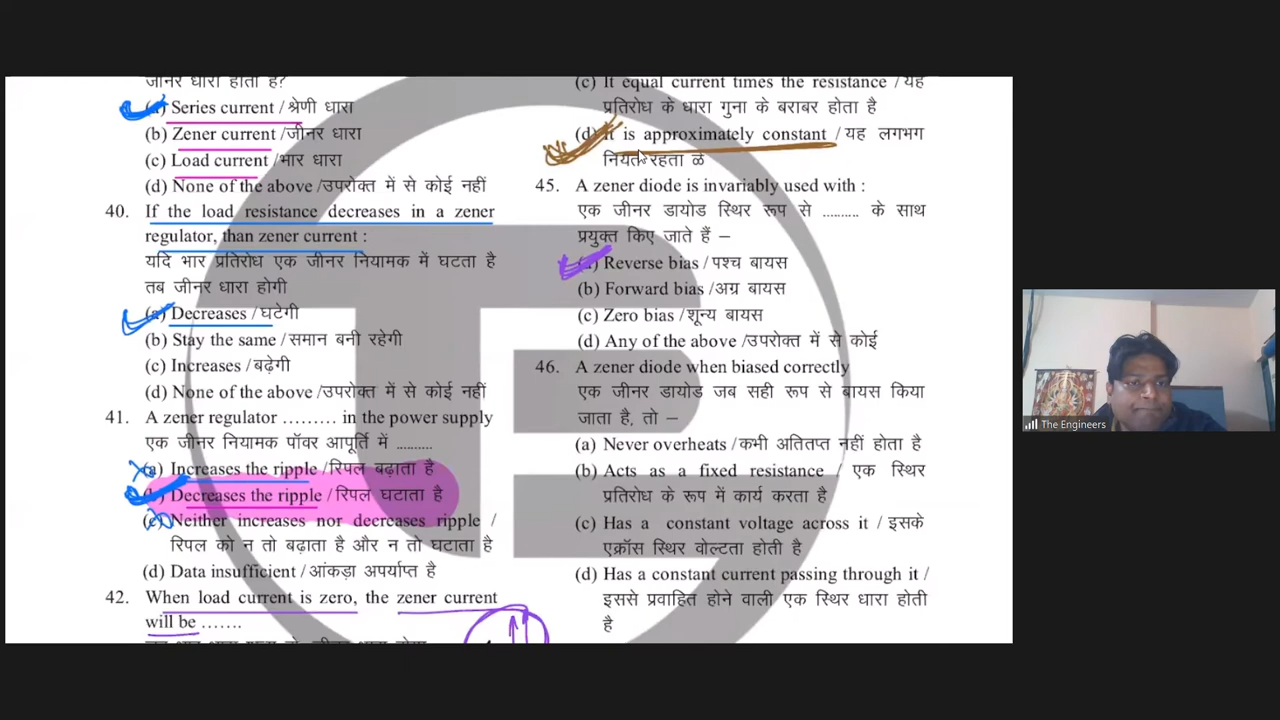 जीनर धारा होती है?
(a) Series current / श्रेणी धारा
(b) Zener current /जीनर धारा
(c) Load current /भार धारा
(d) None of the above /उपरोक्त में से कोई नहीं
40. If the load resistance decreases in a zener
regulator, than zener current :
यदि भार प्रतिरोध एक जीनर नियामक में घटता है
तब जीनर धारा होगी
(a) Decreases /घटेगी
(b) Stay the same /समान बनी रहेगी
(c) Increases /बढ़ेगी
(d) None of the above /उपरोक्त में से कोई नहीं
41. A zener regulator ......... in the power supply
एक जीनर नियामक पॉवर आपूर्ति में ..........
(a) Increases the ripple /रिपल बढ़ाता है
(b) Decreases the ripple /रिपल घटाता है
(c) Neither increases nor decreases ripple /
रिपल को न तो बढ़ाता है और न तो घटाता है
(d) Data insufficient /आंकड़ा अपर्याप्त है
42. When load current is zero, the zener current
will be .......
(c) It equal current times the resistance / यह
प्रतिरोध के धारा गुना के बराबर होता है
(d) It is approximately constant / यह लगभग
नियत रहता ळे
45. A zener diode is invariably used with :
एक जीनर डायोड स्थिर रूप से .......... के साथ
प्रयुक्त किए जाते हैं –
(a) Reverse bias /पश्च बायस
(b) Forward bias /अग्र बायस
(c) Zero bias /शून्य बायस
(d) Any of the above /उपरोक्त में से कोई
46. A zener diode when biased correctly
एक जीनर डायोड जब सही रूप से बायस किया
जाता है, तो –
(a) Never overheats /कभी अतितप्त नहीं होता है
(b) Acts as a fixed resistance / एक स्थिर
प्रतिरोध के रूप में कार्य करता है
(c) Has a constant voltage across it / इसके
एक्रॉस स्थिर वोल्टता होती है
(d) Has a constant current passing through it /
इससे प्रवाहित होने वाली एक स्थिर धारा होती
है
The Engineers